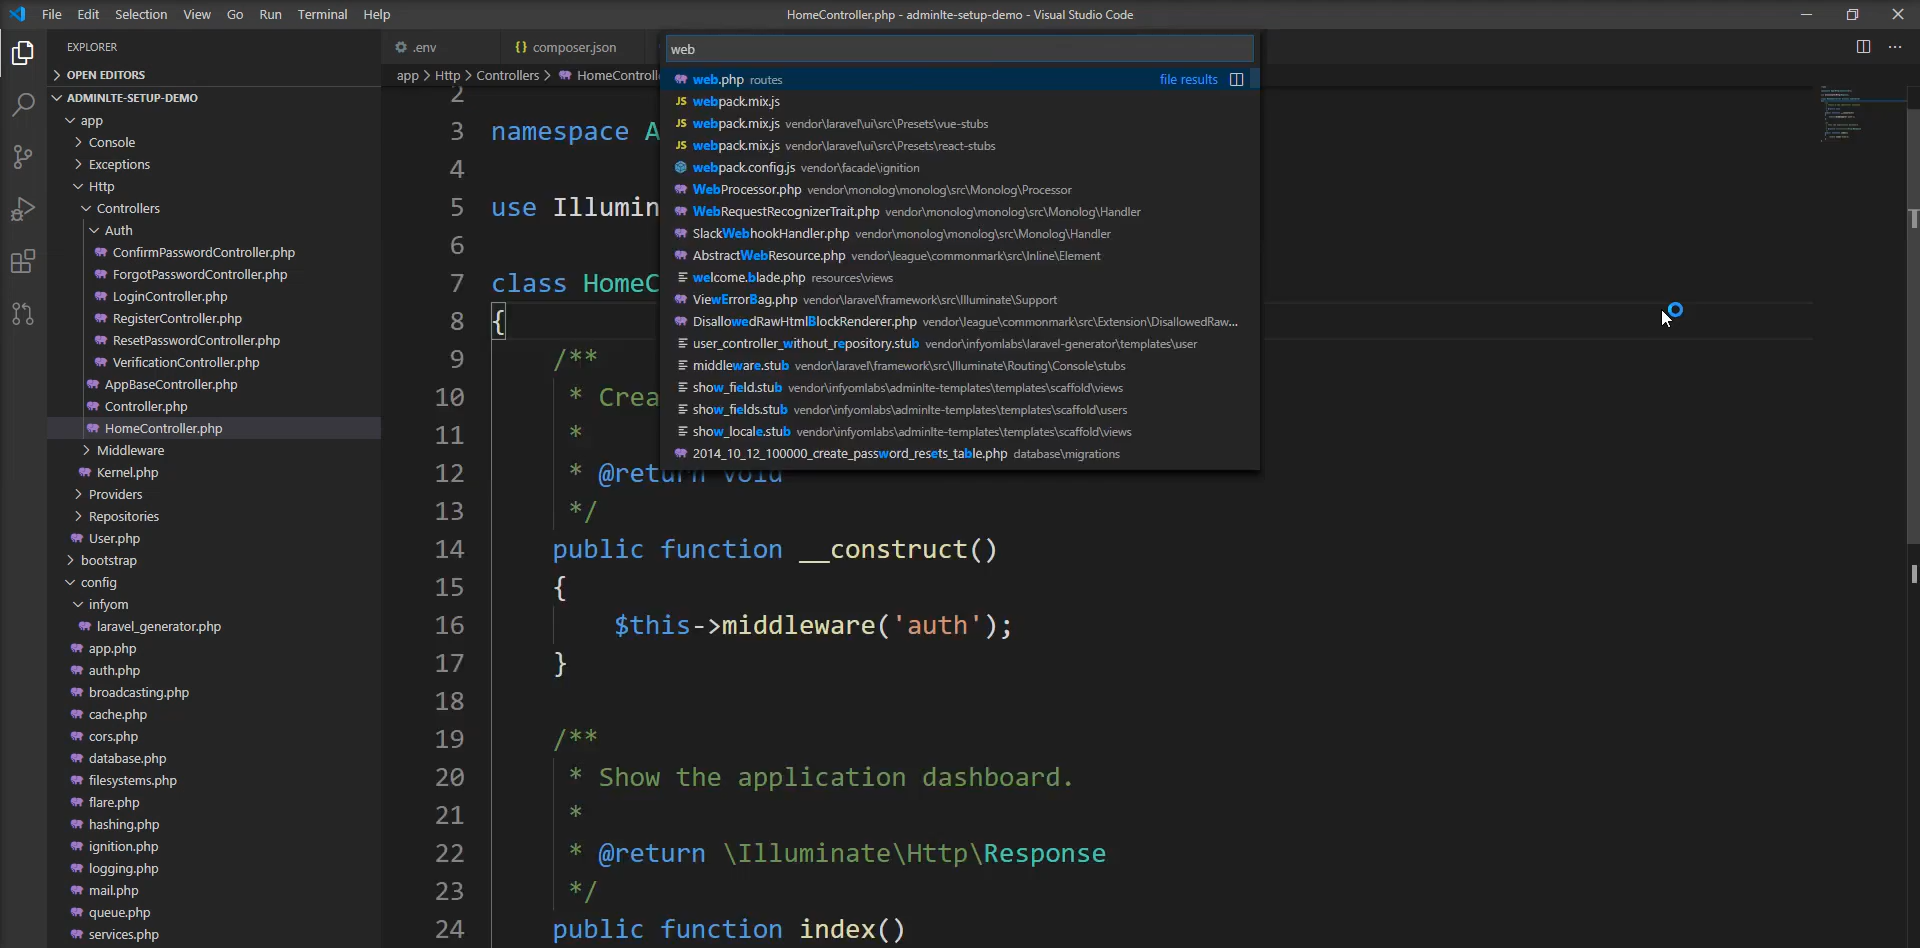 File Edit Selection View Go Run Terminal Help
HomeController.php - adminlte-setup-demo - Visual Studio Code
EXPLORER
OPEN EDITORS
ADMINLTE-SETUP-DEMO
app
Console
Exceptions
Http
Controllers
Auth
ConfirmPasswordController.php
ForgotPasswordController.php
LoginController.php
RegisterController.php
ResetPasswordController.php
VerificationController.php
AppBaseController.php
Controller.php
HomeController.php
Middleware
Kernel.php
Providers
Repositories
User.php
bootstrap
config
infyom
laravel_generator.php
app.php
auth.php
broadcasting.php
cache.php
cors.php
database.php
filesystems.php
flare.php
hashing.php
ignition.php
logging.php
mail.php
queue.php
services.php
.env
{} composer.json
app > Http > Controllers > HomeControll
web
web.php routes file results
JS webpack.mix.js
JS webpack.mix.js vendor\laravel\ui\src\Presets\vue-stubs
JS webpack.mix.js vendor\laravel\ui\src\Presets\react-stubs
webpack.config.js vendor\facade\ignition
WebProcessor.php vendor\monolog\monolog\src\Monolog\Processor
WebRequestRecognizerTrait.php vendor\monolog\monolog\src\Monolog\Handler
SlackWebhookHandler.php vendor\monolog\monolog\src\Monolog\Handler
AbstractWebResource.php vendor\league\commonmark\src\Inline\Element
welcome.blade.php resources\views
ViewErrorBag.php vendor\laravel\framework\src\Illuminate\Support
DisallowedRawHtmlBlockRenderer.php vendor\league\commonmark\src\Extension\DisallowedRaw...
user_controller_without_repository.stub vendor\infyomlabs\laravel-generator\templates\user
middleware.stub vendor\laravel\framework\src\Illuminate\Routing\Console\stubs
show_field.stub vendor\infyomlabs\adminlte-templates\templates\scaffold\views
show_fields.stub vendor\infyomlabs\adminlte-templates\templates\scaffold\users
show_locale.stub vendor\infyomlabs\adminlte-templates\templates\scaffold\views
2014_10_12_100000_create_password_resets_table.php database\migrations
2
3 namespace A
4
5 use Illumin
6
7 class HomeC
8 {
9 /**
10 * Crea
11 *
12 * @return void
13 */
14 public function __construct()
15 {
16 $this->middleware('auth');
17 }
18
19 /**
20 * Show the application dashboard.
21 *
22 * @return \Illuminate\Http\Response
23 */
24 public function index()